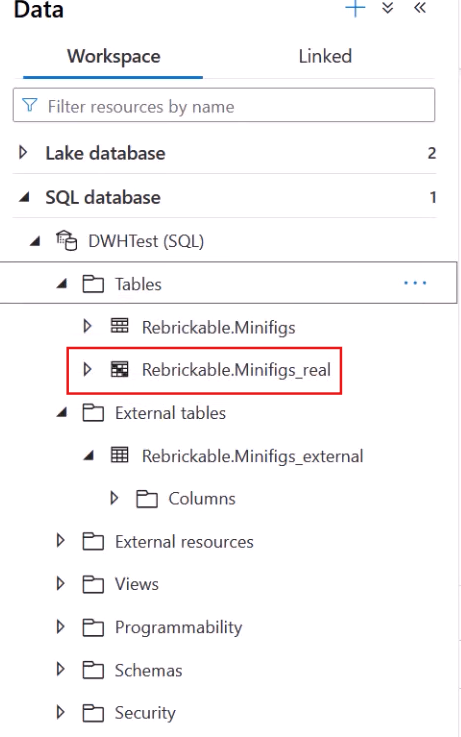 Data
Workspace Linked
Filter resources by name
Lake database 2
SQL database 1
DWHTest (SQL)
Tables
Rebrickable.Minifigs
Rebrickable.Minifigs_real
External tables
Rebrickable.Minifigs_external
Columns
External resources
Views
Programmability
Schemas
Security